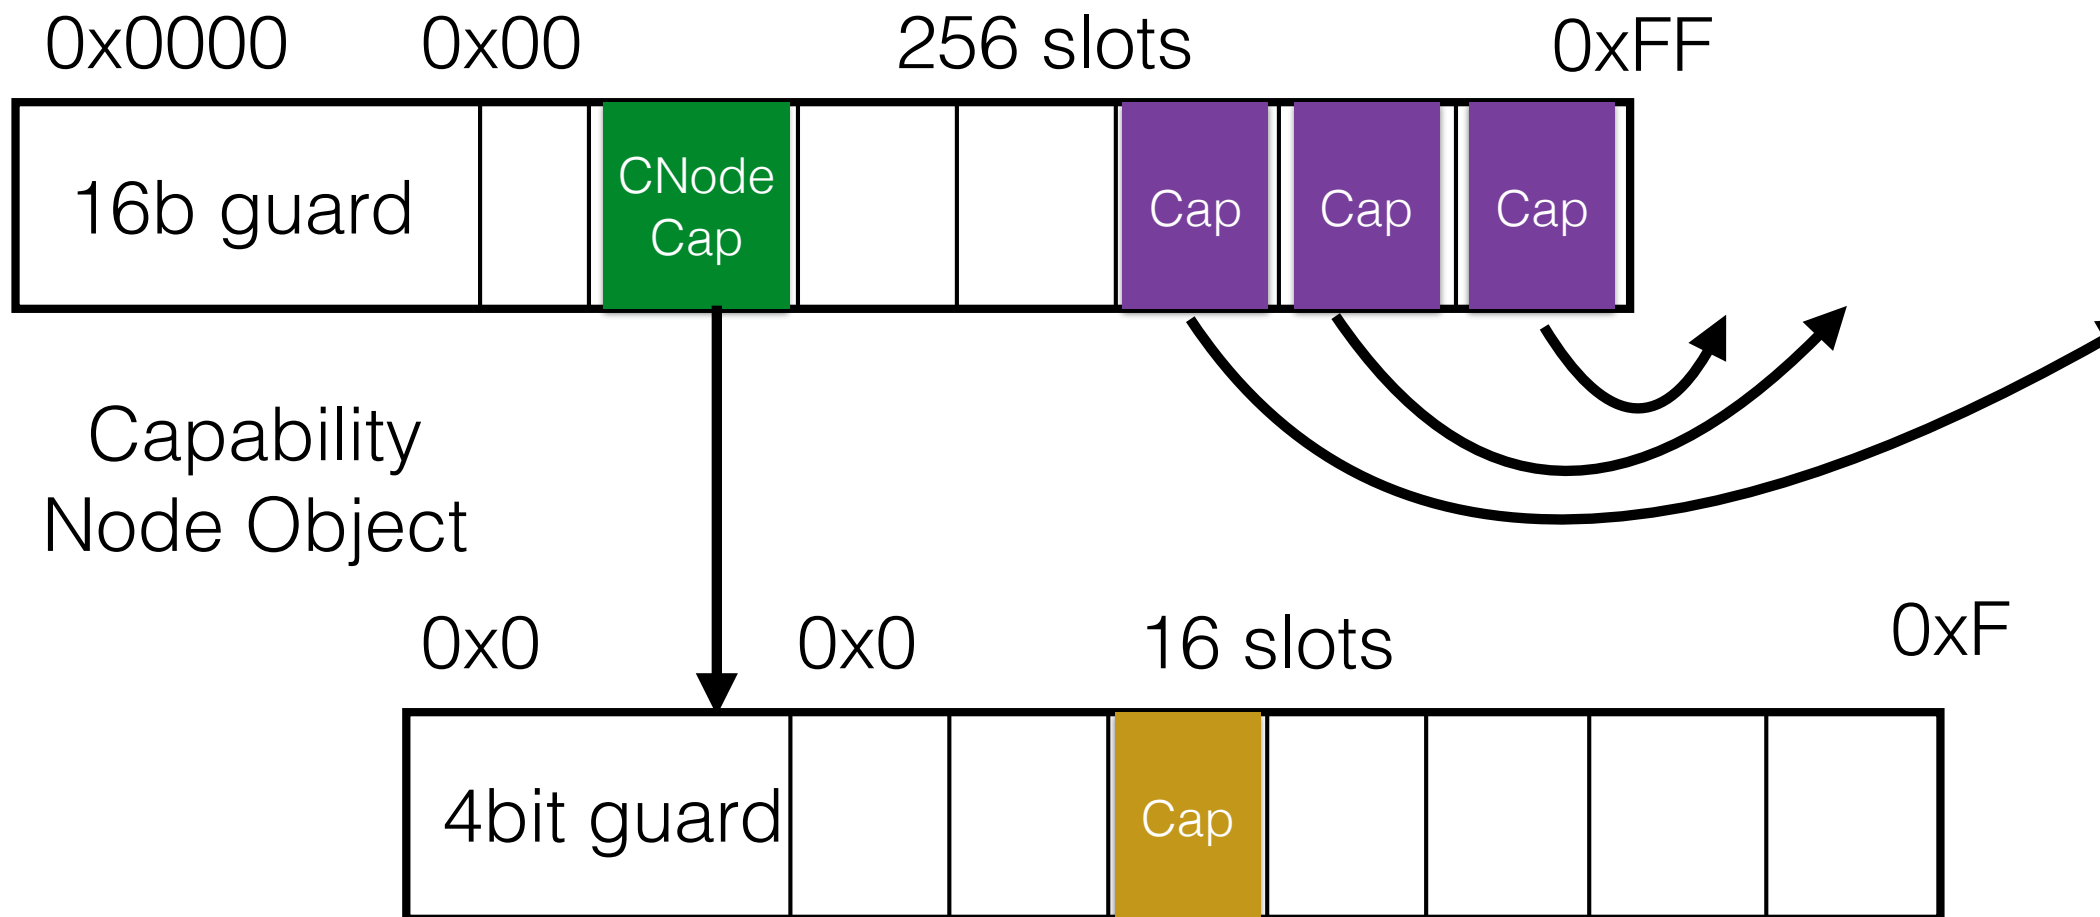 0x0000 0x00 256 slots 0xFF
16b guard
CNode
Cap
Cap Cap Cap
Capability
Node Object
0x0 0x0 16 slots 0xF
4bit guard
Cap